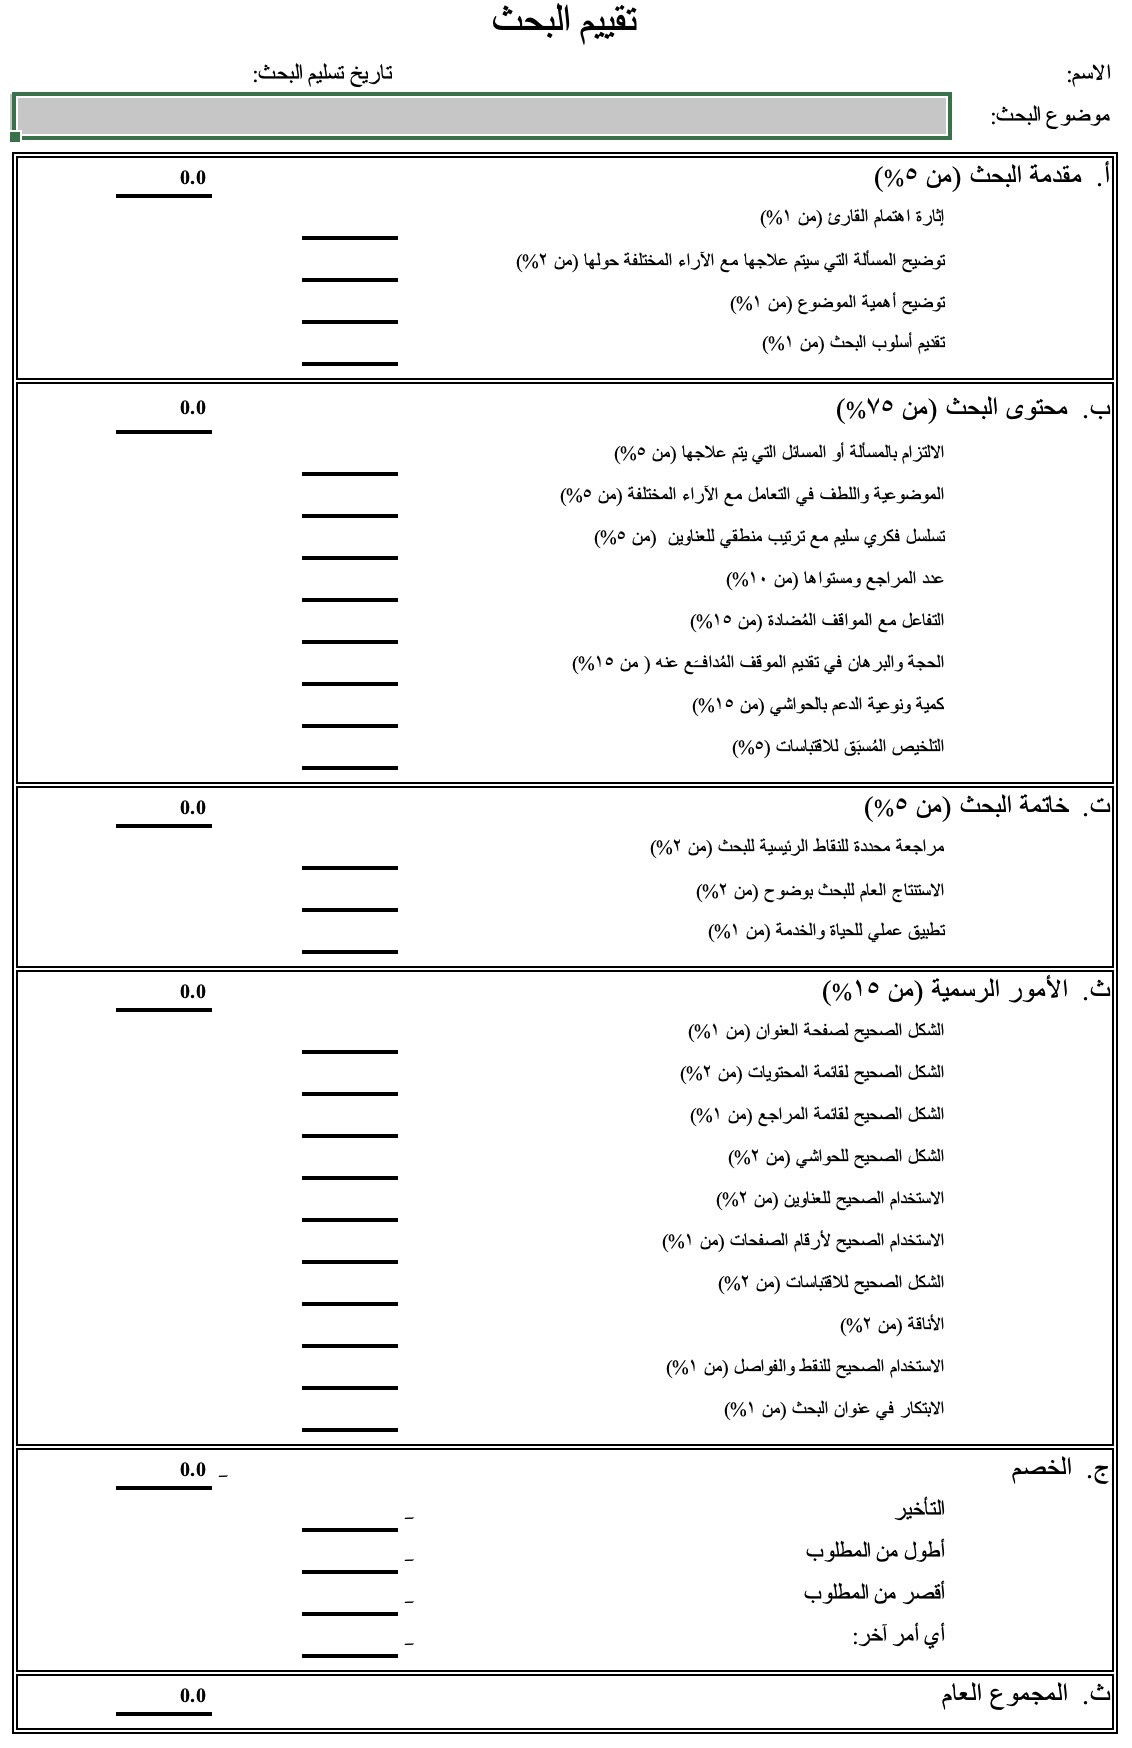 تقييم البحث
الاسم: تاريخ تسليم البحث:
موضوع البحث:
أ. مقدمة البحث (من ٥%) 0.0
إثارة اهتمام القارئ (من ١%)
توضيح المسألة التي سيتم علاجها مع الآراء المختلفة حولها (من ٢%)
توضيح أهمية الموضوع (من ١%)
تقديم أسلوب البحث (من ١%)
ب. محتوى البحث (من ٧٥%) 0.0
الالتزام بالمسألة أو المسائل التي يتم علاجها (من ٥%)
الموضوعية واللطف في التعامل مع الآراء المختلفة (من ٥%)
تسلسل فكري سليم مع ترتيب منطقي للعناوين (من ٥%)
عدد المراجع ومستواها (من ١٠%)
التفاعل مع المواقف المُضادة (من ١٥%)
الحجة والبرهان في تقديم الموقف المُدافَع عنه ( من ١٥%)
كمية ونوعية الدعم بالحواشي (من ١٥%)
التلخيص المُسبَق للاقتباسات (٥%)
ت. خاتمة البحث (من ٥%) 0.0
مراجعة محددة للنقاط الرئيسية للبحث (من ٢%)
الاستنتاج العام للبحث بوضوح (من ٢%)
تطبيق عملي للحياة والخدمة (من ١%)
ث. الأمور الرسمية (من ١٥%) 0.0
الشكل الصحيح لصفحة العنوان (من ١%)
الشكل الصحيح لقائمة المحتويات (من ٢%)
الشكل الصحيح لقائمة المراجع (من ١%)
الشكل الصحيح للحواشي (من ٢%)
الاستخدام الصحيح للعناوين (من ٢%)
الاستخدام الصحيح لأرقام الصفحات (من ١%)
الشكل الصحيح للاقتباسات (من ٢%)
الأناقة (من ٢%)
الاستخدام الصحيح للنقط والفواصل (من ١%)
الابتكار في عنوان البحث (من ١%)
ج. الخصم – 0.0
التأخير –
أطول من المطلوب –
أقصر من المطلوب –
أي أمر آخر: –
ث. المجموع العام 0.0